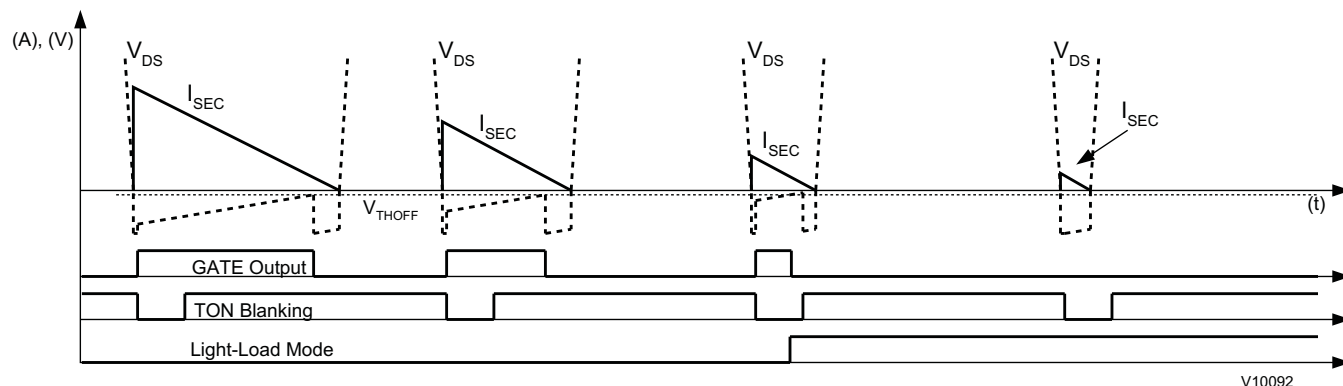 (A), (V)
V_DS
V_DS
V_DS
V_DS
I_SEC
I_SEC
I_SEC
I_SEC
V_THOFF
(t)
GATE Output
TON Blanking
Light-Load Mode
V10092